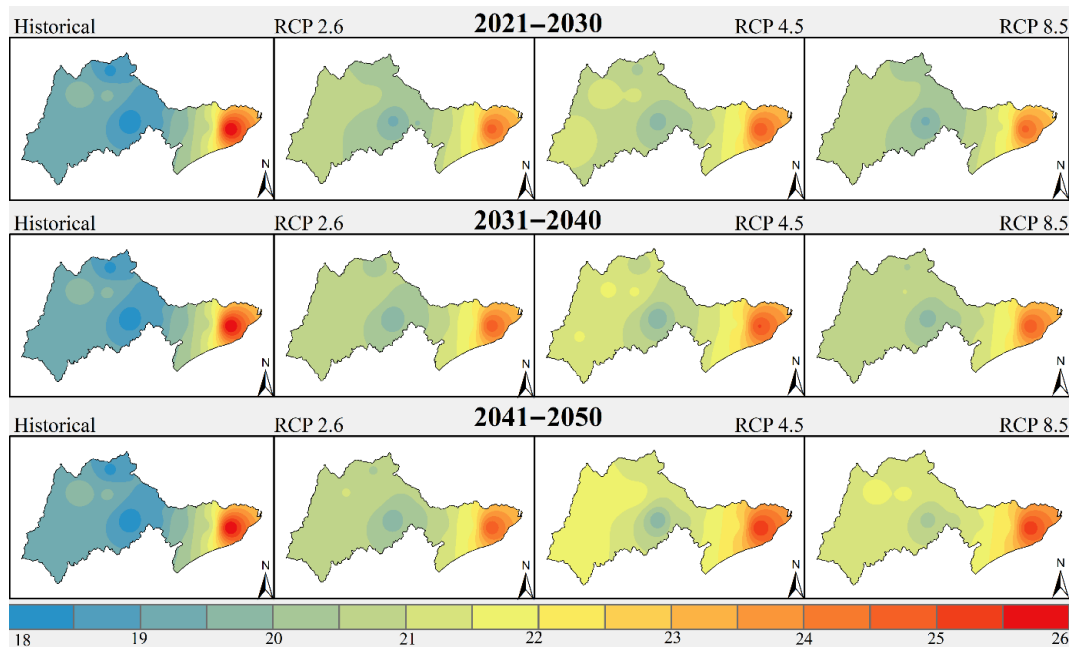 Historical RCP 2.6 2021–2030 RCP 4.5 RCP 8.5
N N N N
Historical RCP 2.6 2031–2040 RCP 4.5 RCP 8.5
N N N N
Historical RCP 2.6 2041–2050 RCP 4.5 RCP 8.5
N N N N
18 19 20 21 22 23 24 25 26